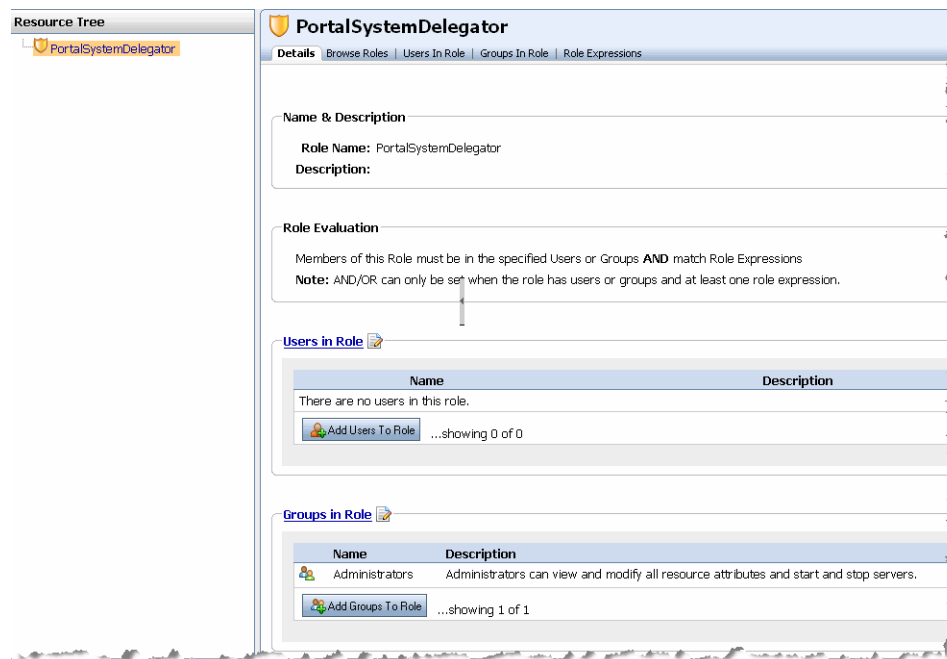 Resource Tree
PortalSystemDelegator
PortalSystemDelegator
Details Browse Roles | Users In Role | Groups In Role | Role Expressions
Name & Description
Role Name: PortalSystemDelegator
Description:
Role Evaluation
Members of this Role must be in the specified Users or Groups AND match Role Expressions
Note: AND/OR can only be set when the role has users or groups and at least one role expression.
Users in Role
Name Description
There are no users in this role.
Add Users To Role ...showing 0 of 0
Groups in Role
Name Description
Administrators Administrators can view and modify all resource attributes and start and stop servers.
Add Groups To Role ...showing 1 of 1